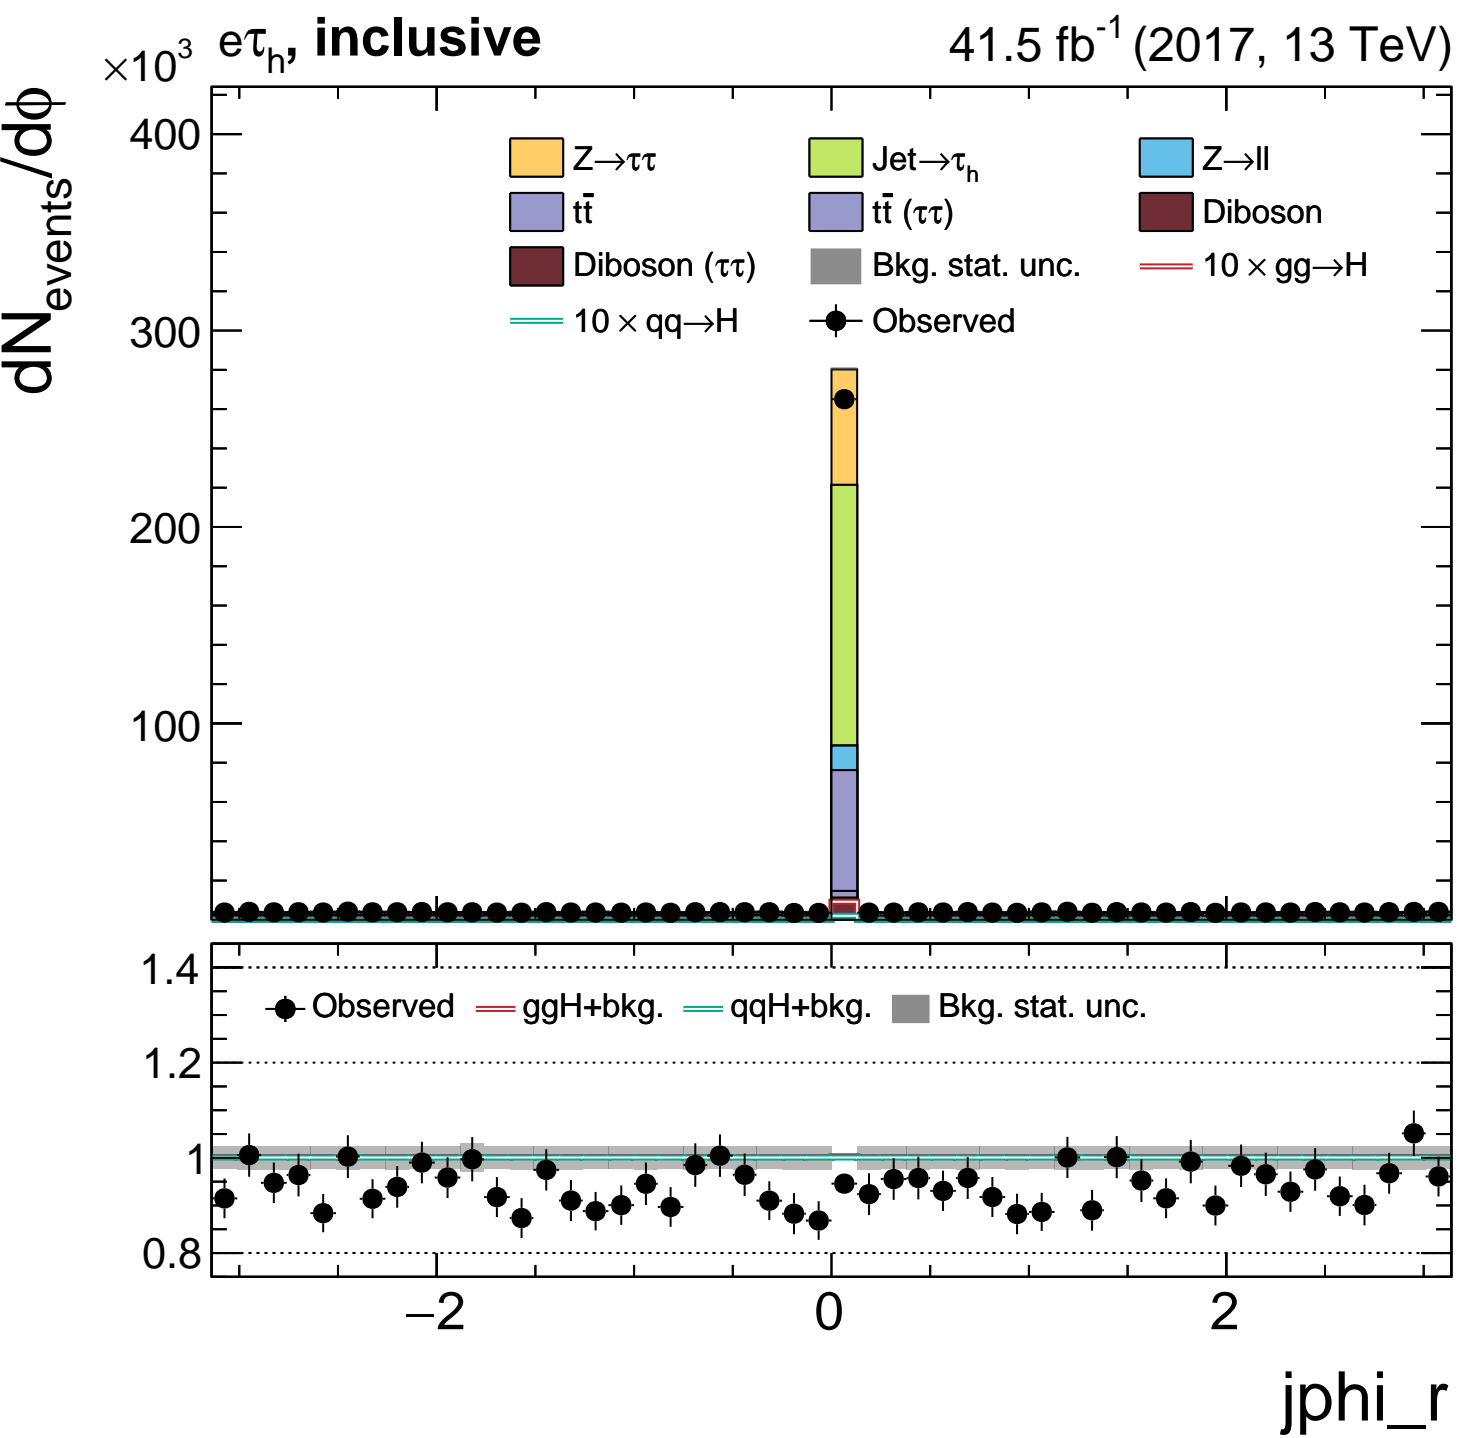 ×10³ eτₕ, inclusive 41.5 fb⁻¹ (2017, 13 TeV)
dN_events/dϕ
400
300
200
100
Z→ττ Jet→τₕ Z→ll
tt̄ tt̄ (ττ) Diboson
Diboson (ττ) Bkg. stat. unc. 10 × gg→H
10 × qq→H Observed
1.4
1.2
1
0.8
Observed ggH+bkg. qqH+bkg. Bkg. stat. unc.
−2 0 2
jphi_r